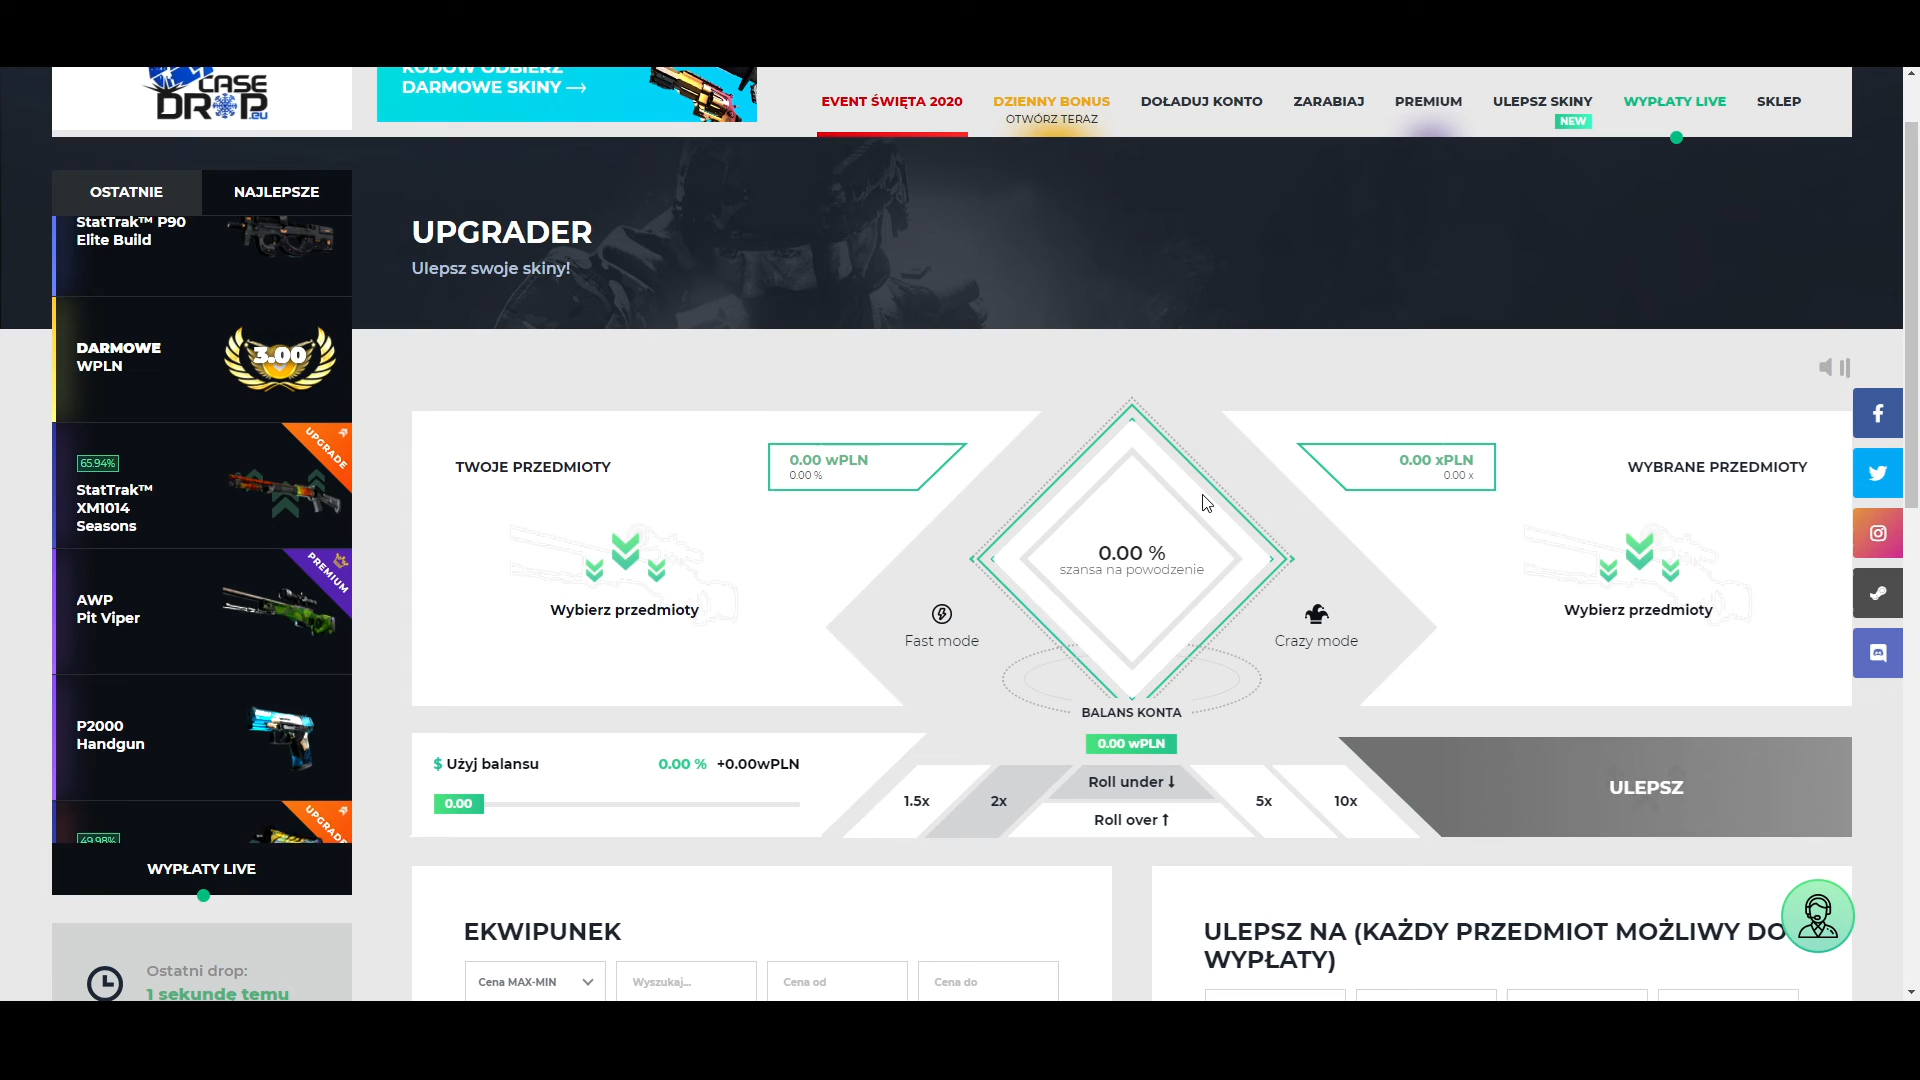 CASE
DROP.eu
KODÓW ODBIERZ
DARMOWE SKINY
EVENT ŚWIĘTA 2020
DZIENNY BONUS
OTWÓRZ TERAZ
DOŁADUJ KONTO
ZARABIAJ
PREMIUM
ULEPSZ SKINY
NEW
WYPŁATY LIVE
SKLEP
OSTATNIE
NAJLEPSZE
StatTrak™ P90
Elite Build
DARMOWE
WPLN
3.00
UPGRADE
65.94%
StatTrak™
XM1014
Seasons
PREMIUM
AWP
Pit Viper
P2000
Handgun
UPGRADE
49.98%
WYPŁATY LIVE
Ostatni drop:
1 sekundę temu
UPGRADER
Ulepsz swoje skiny!
TWOJE PRZEDMIOTY
0.00 wPLN
0.00 %
Wybierz przedmioty
0.00 %
szansa na powodzenie
Fast mode
Crazy mode
0.00 xPLN
0.00 x
WYBRANE PRZEDMIOTY
Wybierz przedmioty
BALANS KONTA
0.00 wPLN
$ Użyj balansu
0.00 %
+0.00wPLN
0.00
1.5x
2x
Roll under ↓
Roll over ↑
5x
10x
ULEPSZ
EKWIPUNEK
Cena MAX-MIN
Wyszukaj...
Cena od
Cena do
ULEPSZ NA (KAŻDY PRZEDMIOT MOŻLIWY DO
WYPŁATY)